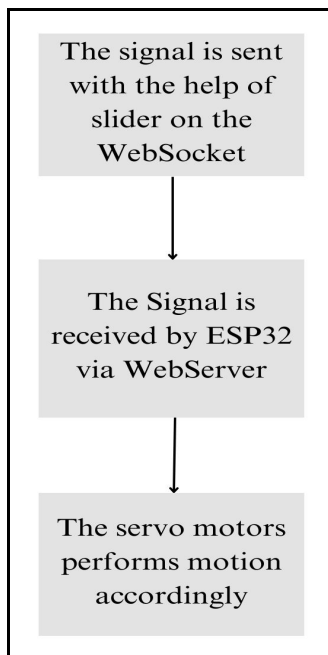 The signal is sent
with the help of
slider on the
WebSocket
The Signal is
received by ESP32
via WebServer
The servo motors
performs motion
accordingly